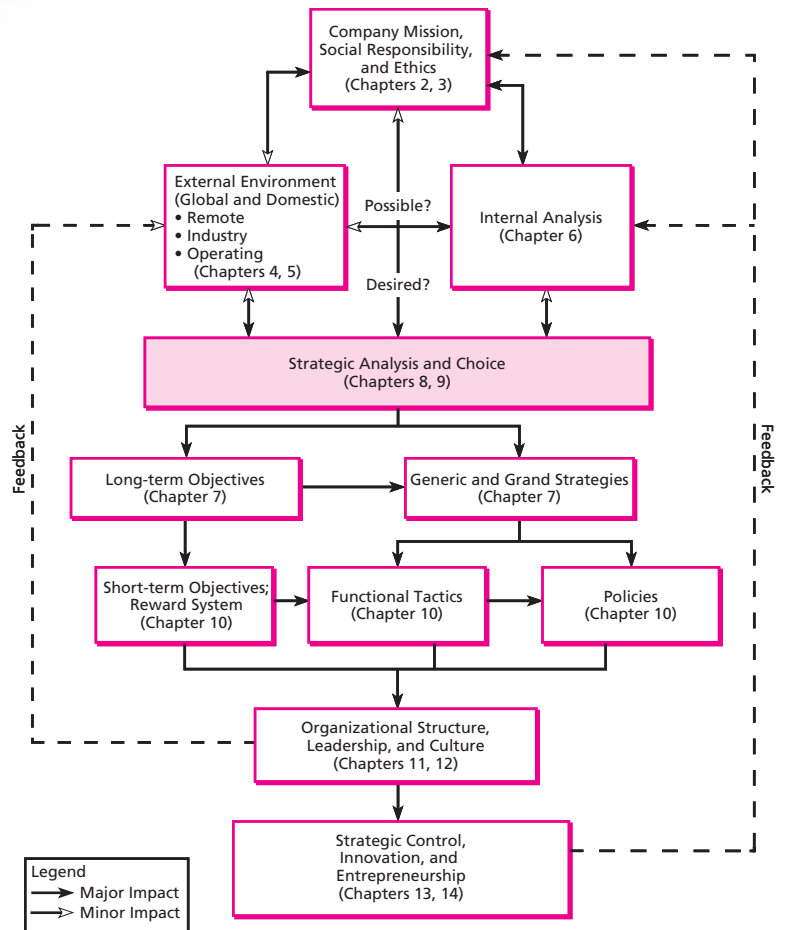 Company Mission,
Social Responsibility,
and Ethics
(Chapters 2, 3)
External Environment
(Global and Domestic)
• Remote
• Industry
• Operating
(Chapters 4, 5)
Possible?
Desired?
Internal Analysis
(Chapter 6)
Strategic Analysis and Choice
(Chapters 8, 9)
Feedback
Feedback
Long-term Objectives
(Chapter 7)
Generic and Grand Strategies
(Chapter 7)
Short-term Objectives;
Reward System
(Chapter 10)
Functional Tactics
(Chapter 10)
Policies
(Chapter 10)
Organizational Structure,
Leadership, and Culture
(Chapters 11, 12)
Strategic Control,
Innovation, and
Entrepreneurship
(Chapters 13, 14)
Legend
Major Impact
Minor Impact